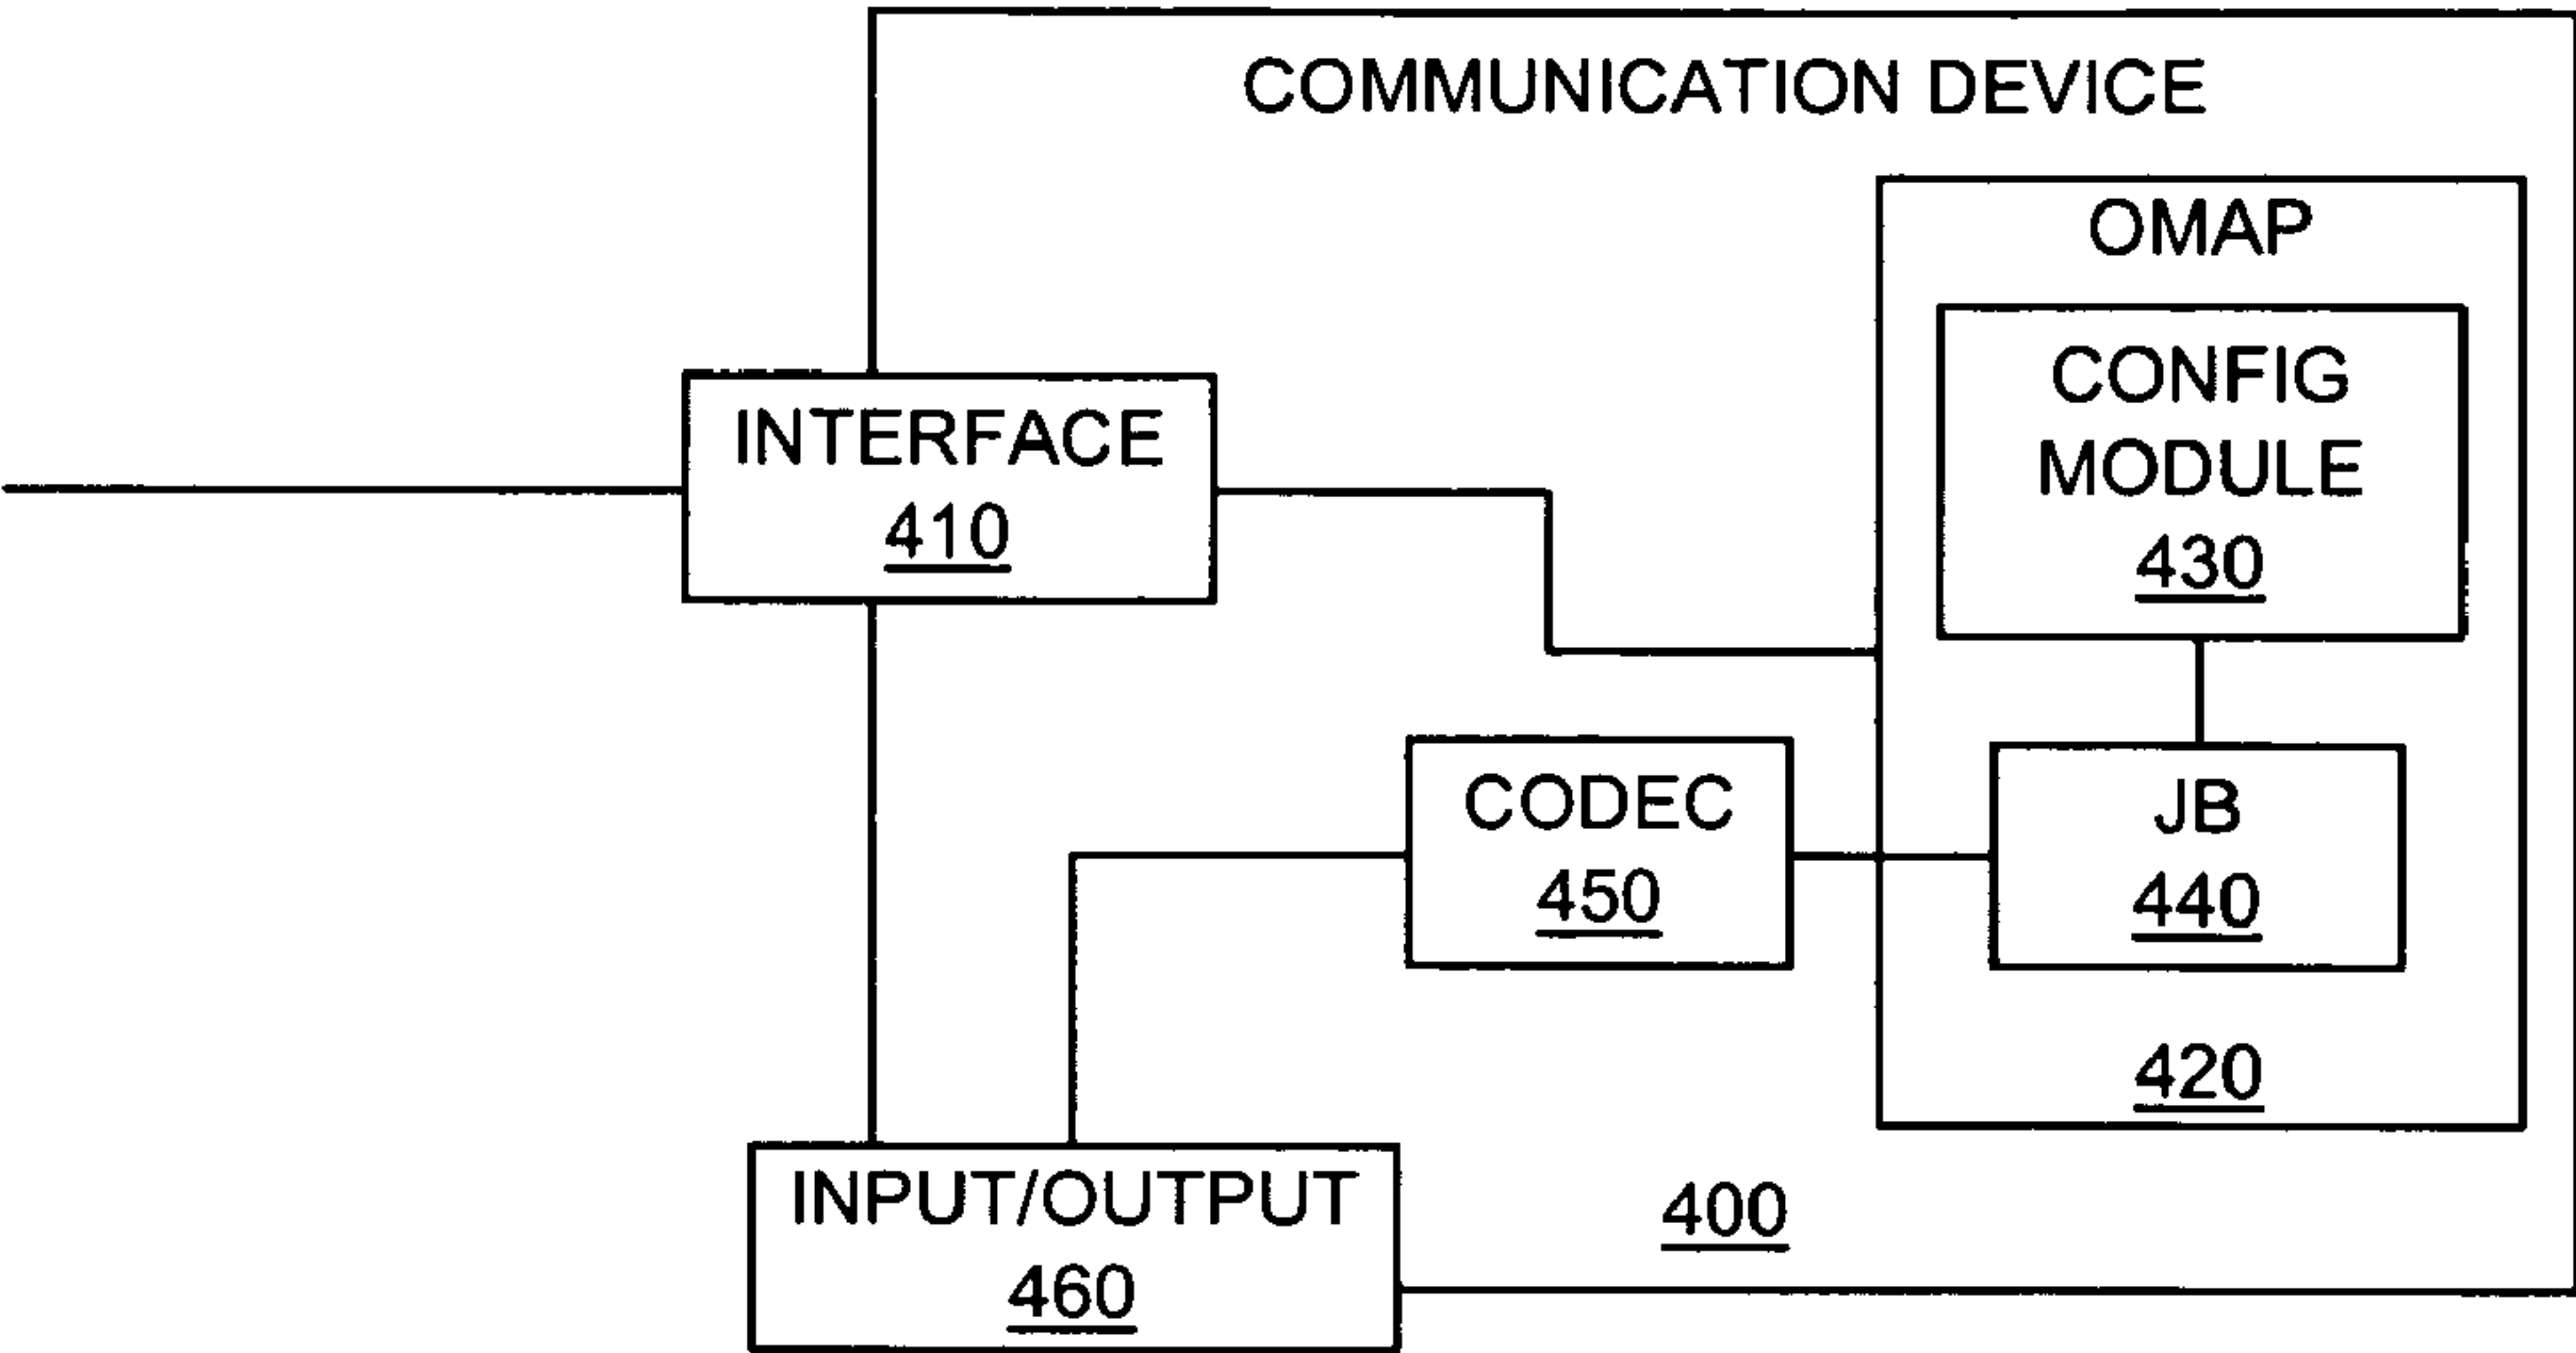 COMMUNICATION DEVICE
OMAP
CONFIG
MODULE
430
INTERFACE
410
CODEC
450
JB
440
420
INPUT/OUTPUT
460
400